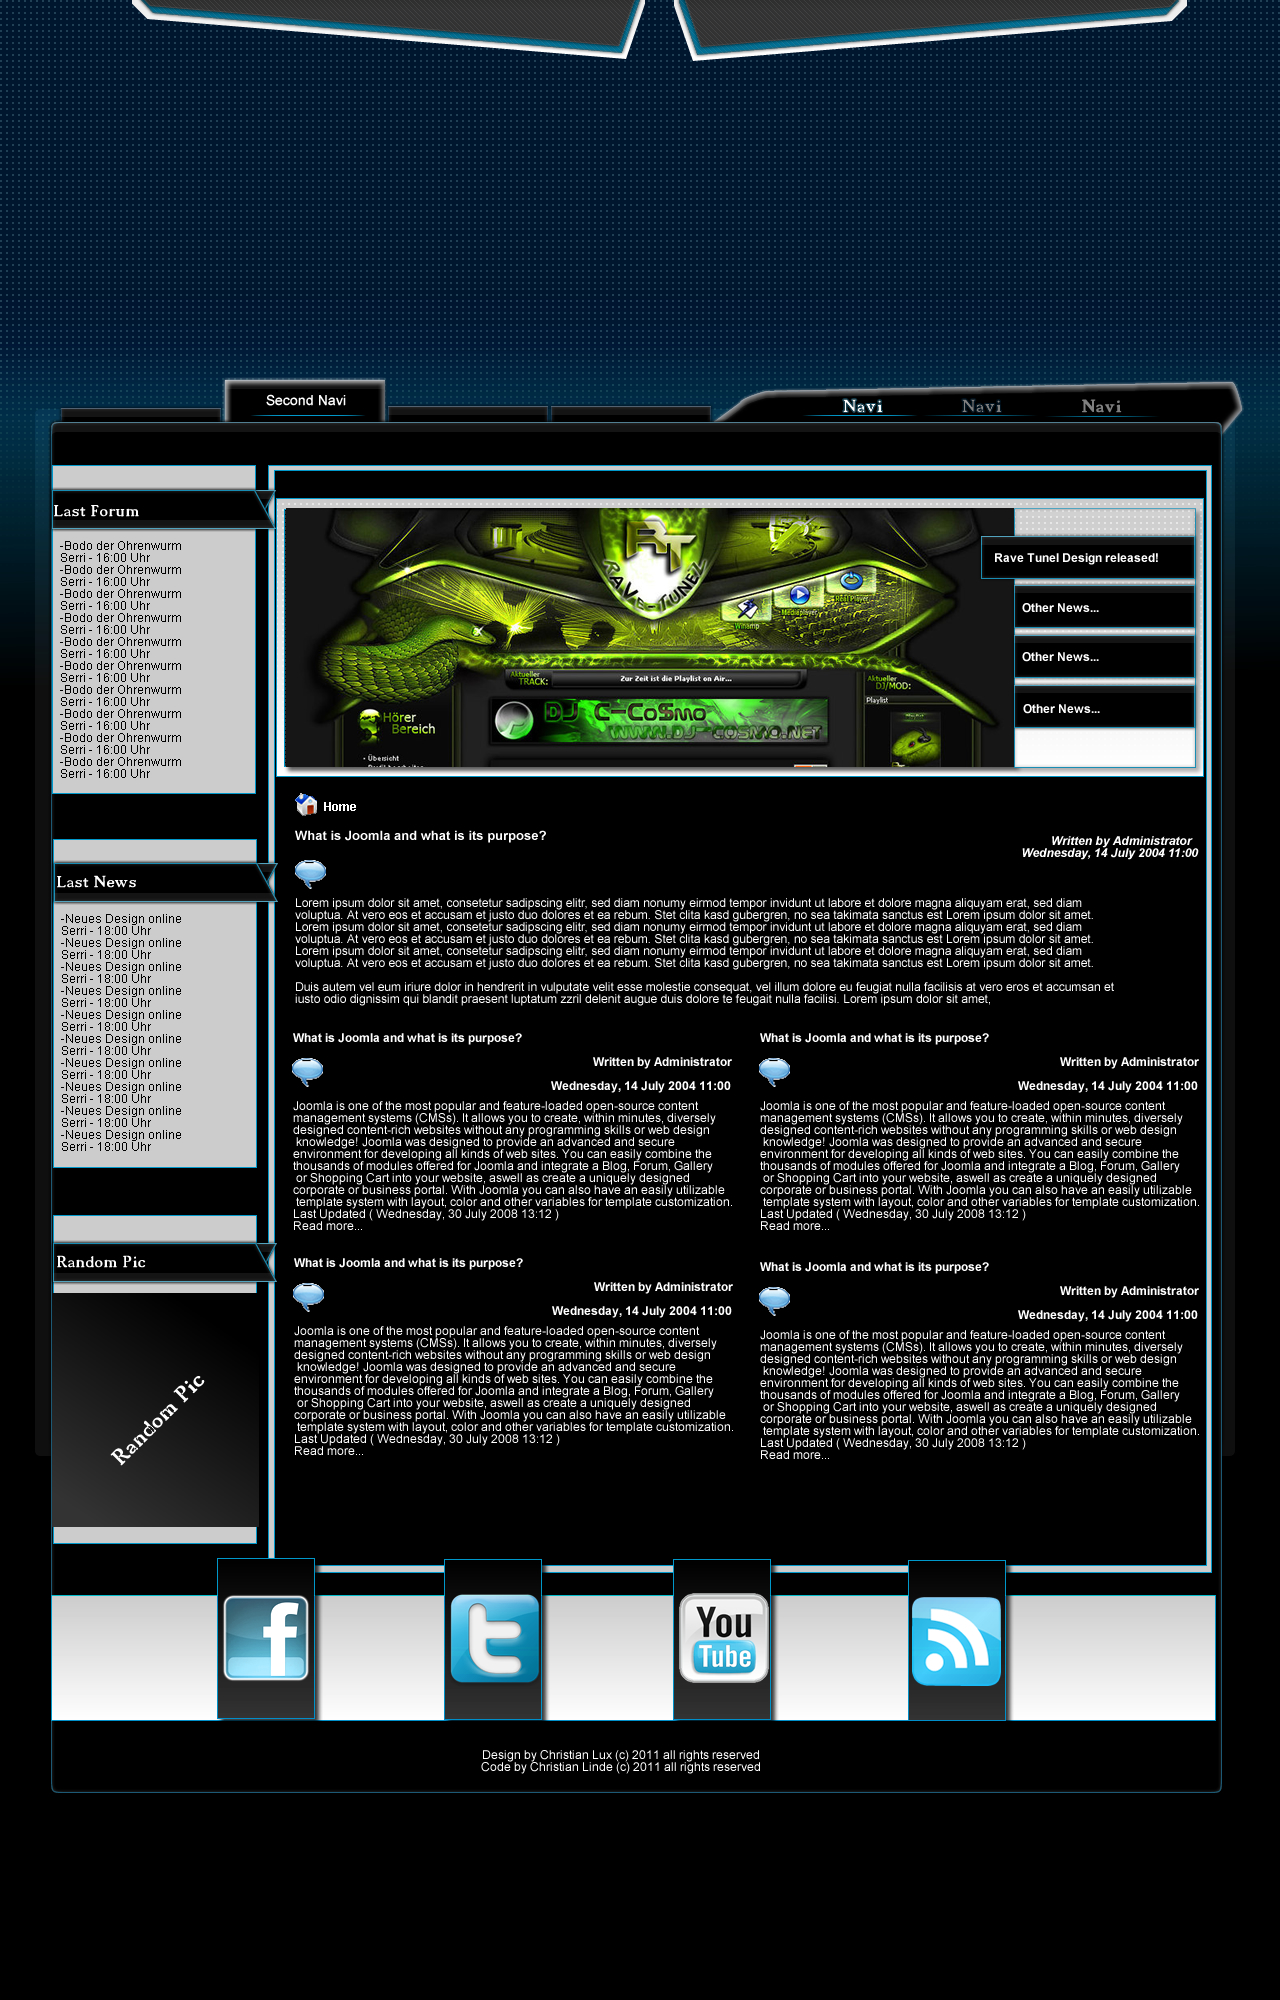 Second Navi
Navi
Navi
Navi
Last Forum
-Bodo der Ohrenwurm
Serri - 16:00 Uhr
-Bodo der Ohrenwurm
Serri - 16:00 Uhr
-Bodo der Ohrenwurm
Serri - 16:00 Uhr
-Bodo der Ohrenwurm
Serri - 16:00 Uhr
-Bodo der Ohrenwurm
Serri - 16:00 Uhr
-Bodo der Ohrenwurm
Serri - 16:00 Uhr
-Bodo der Ohrenwurm
Serri - 16:00 Uhr
-Bodo der Ohrenwurm
Serri - 16:00 Uhr
-Bodo der Ohrenwurm
Serri - 16:00 Uhr
-Bodo der Ohrenwurm
Serri - 16:00 Uhr
Last News
-Neues Design online
Serri - 18:00 Uhr
-Neues Design online
Serri - 18:00 Uhr
-Neues Design online
Serri - 18:00 Uhr
-Neues Design online
Serri - 18:00 Uhr
-Neues Design online
Serri - 18:00 Uhr
-Neues Design online
Serri - 18:00 Uhr
-Neues Design online
Serri - 18:00 Uhr
-Neues Design online
Serri - 18:00 Uhr
-Neues Design online
Serri - 18:00 Uhr
-Neues Design online
Serri - 18:00 Uhr
Random Pic
Random Pic
RT
RAVE-TUNEZ
Winamp
Mediaplayer
Real Player
Aktueller
TRACK:
Zur Zeit ist die Playlist on Air...
Aktueller
DJ/MOD:
Playlist
Hörer
Bereich
DJ C-CoSmo
WWW.DJ-COSMO.NET
Übersicht
Rave Tunel Design released!
Other News...
Other News...
Other News...
Home
What is Joomla and what is its purpose?
Written by Administrator
Wednesday, 14 July 2004 11:00
Lorem ipsum dolor sit amet, consetetur sadipscing elitr, sed diam nonumy eirmod tempor invidunt ut labore et dolore magna aliquyam erat, sed diam
voluptua. At vero eos et accusam et justo duo dolores et ea rebum. Stet clita kasd gubergren, no sea takimata sanctus est Lorem ipsum dolor sit amet.
Lorem ipsum dolor sit amet, consetetur sadipscing elitr, sed diam nonumy eirmod tempor invidunt ut labore et dolore magna aliquyam erat, sed diam
voluptua. At vero eos et accusam et justo duo dolores et ea rebum. Stet clita kasd gubergren, no sea takimata sanctus est Lorem ipsum dolor sit amet.
Lorem ipsum dolor sit amet, consetetur sadipscing elitr, sed diam nonumy eirmod tempor invidunt ut labore et dolore magna aliquyam erat, sed diam
voluptua. At vero eos et accusam et justo duo dolores et ea rebum. Stet clita kasd gubergren, no sea takimata sanctus est Lorem ipsum dolor sit amet.
Duis autem vel eum iriure dolor in hendrerit in vulputate velit esse molestie consequat, vel illum dolore eu feugiat nulla facilisis at vero eros et accumsan et
iusto odio dignissim qui blandit praesent luptatum zzril delenit augue duis dolore te feugait nulla facilisi. Lorem ipsum dolor sit amet,
What is Joomla and what is its purpose?
Written by Administrator
Wednesday, 14 July 2004 11:00
Joomla is one of the most popular and feature-loaded open-source content
management systems (CMSs). It allows you to create, within minutes, diversely
designed content-rich websites without any programming skills or web design
knowledge! Joomla was designed to provide an advanced and secure
environment for developing all kinds of web sites. You can easily combine the
thousands of modules offered for Joomla and integrate a Blog, Forum, Gallery
or Shopping Cart into your website, aswell as create a uniquely designed
corporate or business portal. With Joomla you can also have an easily utilizable
template system with layout, color and other variables for template customization.
Last Updated ( Wednesday, 30 July 2008 13:12 )
Read more...
What is Joomla and what is its purpose?
Written by Administrator
Wednesday, 14 July 2004 11:00
Joomla is one of the most popular and feature-loaded open-source content
management systems (CMSs). It allows you to create, within minutes, diversely
designed content-rich websites without any programming skills or web design
knowledge! Joomla was designed to provide an advanced and secure
environment for developing all kinds of web sites. You can easily combine the
thousands of modules offered for Joomla and integrate a Blog, Forum, Gallery
or Shopping Cart into your website, aswell as create a uniquely designed
corporate or business portal. With Joomla you can also have an easily utilizable
template system with layout, color and other variables for template customization.
Last Updated ( Wednesday, 30 July 2008 13:12 )
Read more...
What is Joomla and what is its purpose?
Written by Administrator
Wednesday, 14 July 2004 11:00
Joomla is one of the most popular and feature-loaded open-source content
management systems (CMSs). It allows you to create, within minutes, diversely
designed content-rich websites without any programming skills or web design
knowledge! Joomla was designed to provide an advanced and secure
environment for developing all kinds of web sites. You can easily combine the
thousands of modules offered for Joomla and integrate a Blog, Forum, Gallery
or Shopping Cart into your website, aswell as create a uniquely designed
corporate or business portal. With Joomla you can also have an easily utilizable
template system with layout, color and other variables for template customization.
Last Updated ( Wednesday, 30 July 2008 13:12 )
Read more...
What is Joomla and what is its purpose?
Written by Administrator
Wednesday, 14 July 2004 11:00
Joomla is one of the most popular and feature-loaded open-source content
management systems (CMSs). It allows you to create, within minutes, diversely
designed content-rich websites without any programming skills or web design
knowledge! Joomla was designed to provide an advanced and secure
environment for developing all kinds of web sites. You can easily combine the
thousands of modules offered for Joomla and integrate a Blog, Forum, Gallery
or Shopping Cart into your website, aswell as create a uniquely designed
corporate or business portal. With Joomla you can also have an easily utilizable
template system with layout, color and other variables for template customization.
Last Updated ( Wednesday, 30 July 2008 13:12 )
Read more...
f
t
You
Tube
Design by Christian Lux (c) 2011 all rights reserved
Code by Christian Linde (c) 2011 all rights reserved